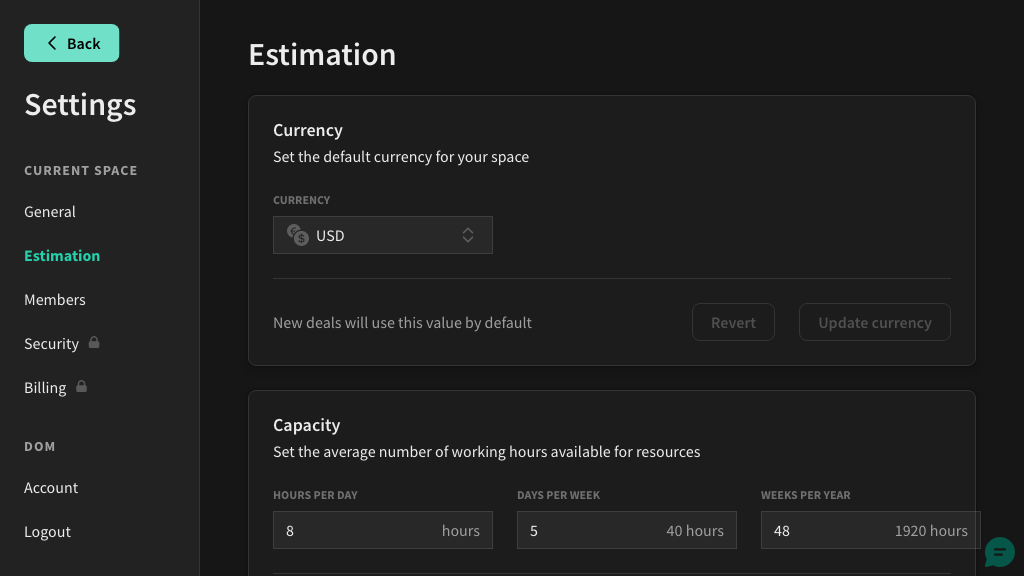 Back
Settings
CURRENT SPACE
General
Estimation
Members
Security
Billing
DOM
Account
Logout
Estimation
Currency
Set the default currency for your space
CURRENCY
USD
New deals will use this value by default
Revert
Update currency
Capacity
Set the average number of working hours available for resources
HOURS PER DAY
DAYS PER WEEK
WEEKS PER YEAR
8 hours
5 40 hours
48 1920 hours